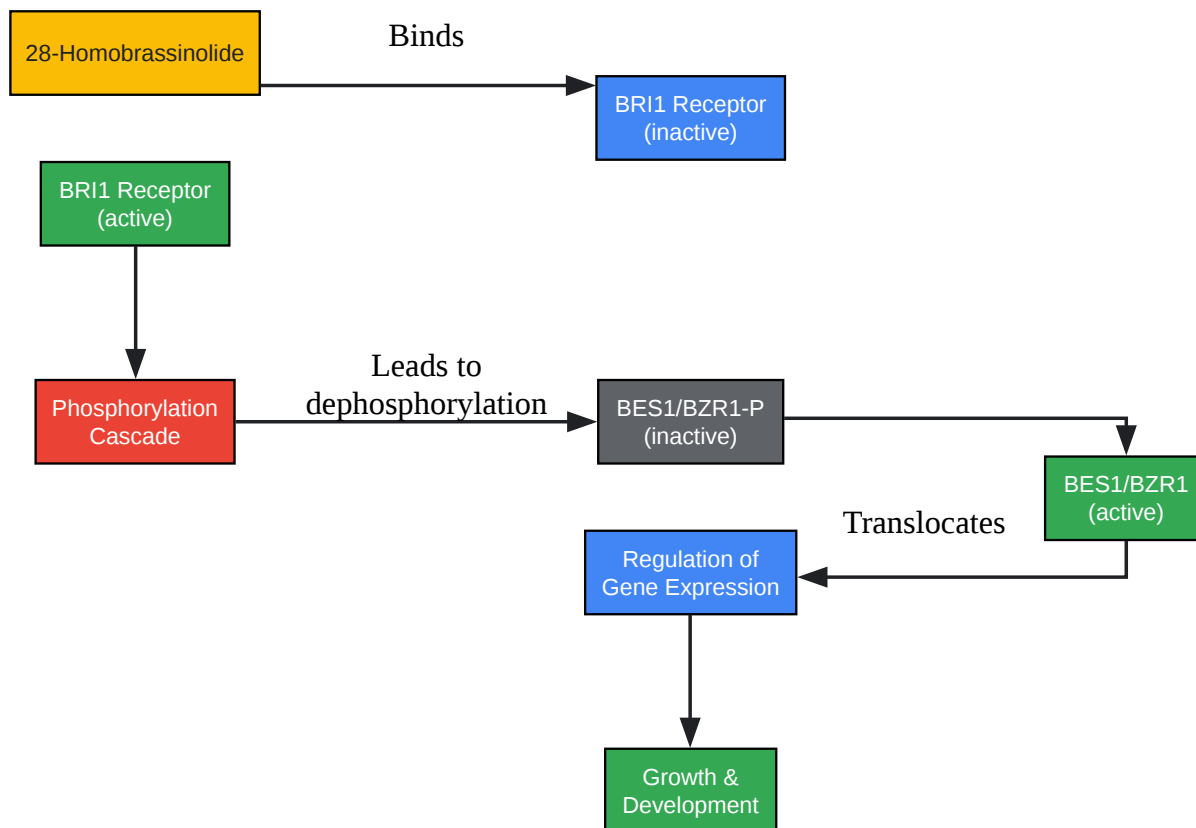 28-Homobrassinolide
Binds
BRI1 Receptor
(inactive)
BRI1 Receptor
(active)
Phosphorylation
Cascade
Leads to
dephosphorylation
BES1/BZR1-P
(inactive)
BES1/BZR1
(active)
Translocates
Regulation of
Gene Expression
Growth &
Development